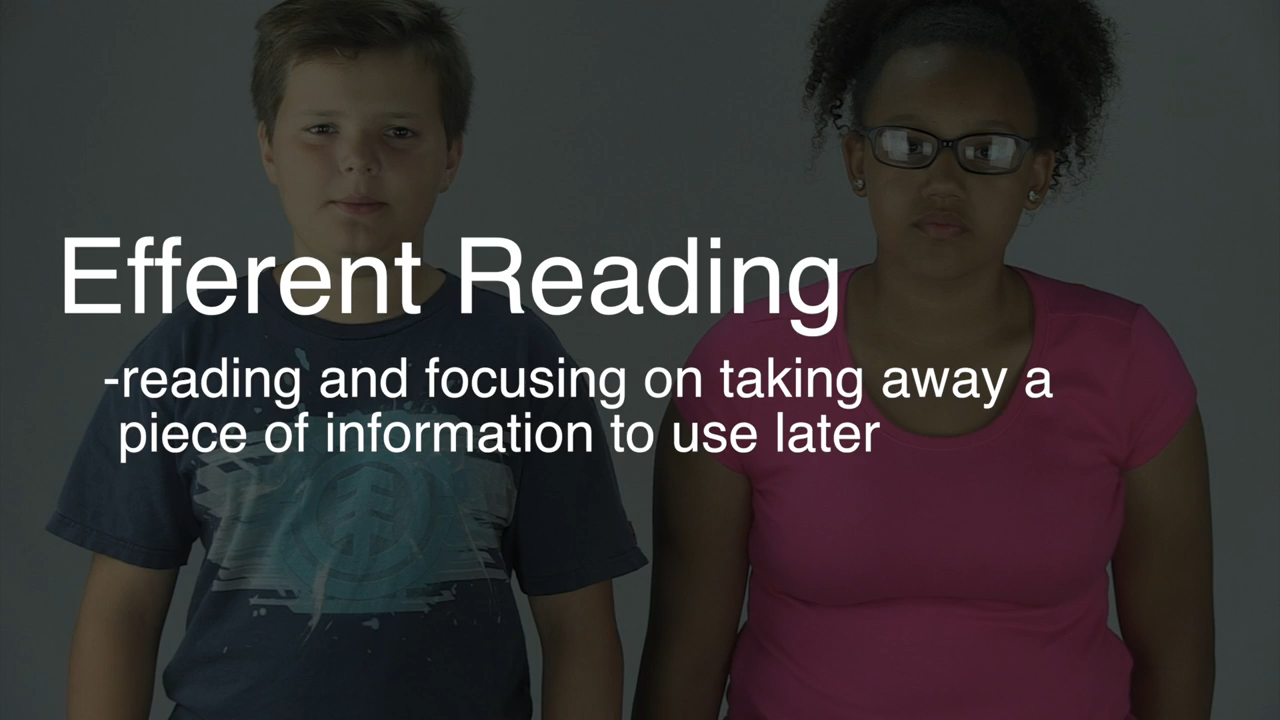 Efferent Reading
-reading and focusing on taking away a
piece of information to use later